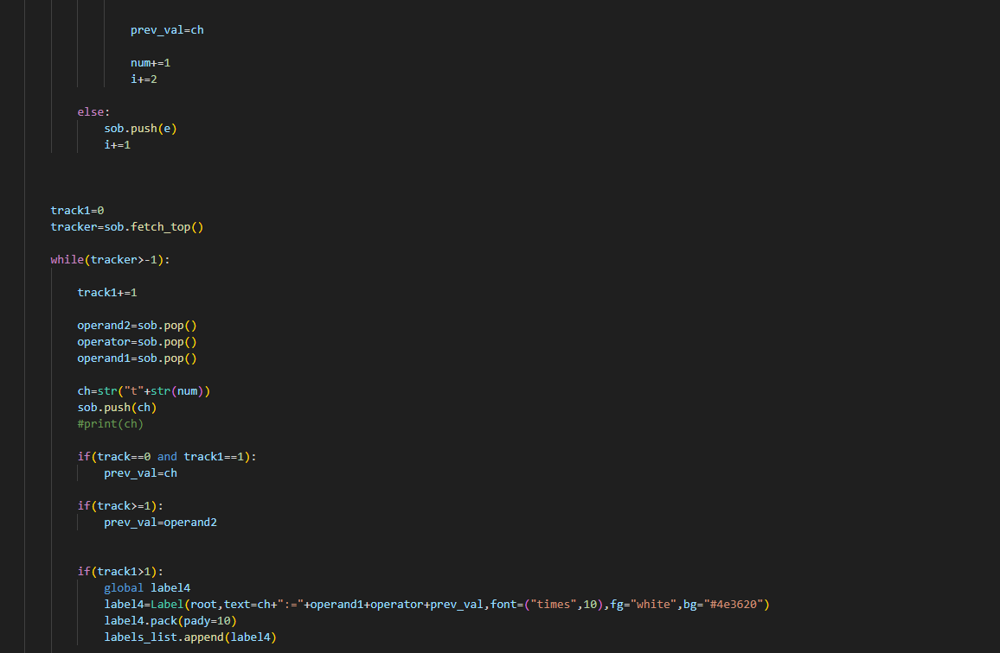 prev_val=ch
num+=1
i+=2
else:
sob.push(e)
i+=1
track1=0
tracker=sob.fetch_top()
while(tracker>-1):
track1+=1
operand2=sob.pop()
operator=sob.pop()
operand1=sob.pop()
ch=str("t"+str(num))
sob.push(ch)
#print(ch)
if(track==0 and track1==1):
prev_val=ch
if(track>=1):
prev_val=operand2
if(track1>1):
global label4
label4=Label(root,text=ch+":="+operand1+operator+prev_val,font=("times",10),fg="white",bg="#4e3620")
label4.pack(pady=10)
labels_list.append(label4)